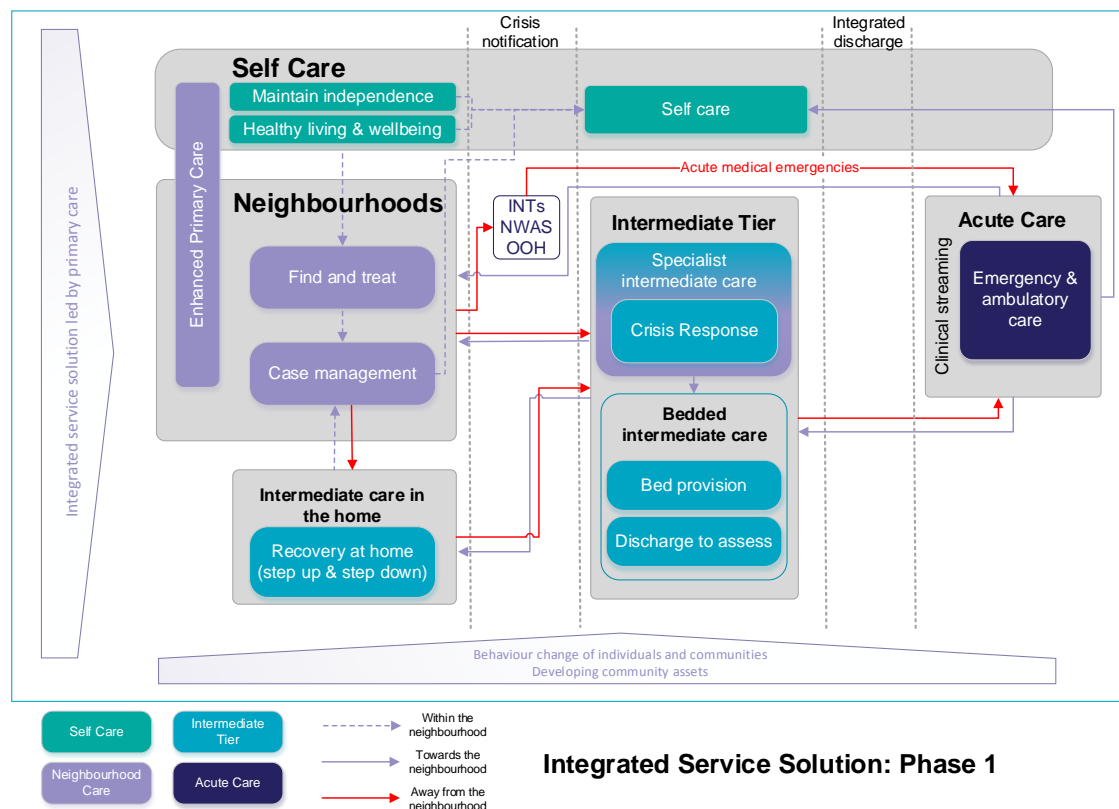 Crisis
notification
Integrated
discharge
Self Care
Maintain independence
Healthy living & wellbeing
Self care
Enhanced Primary Care
Integrated service solution led by primary care
Acute medical emergencies
Neighbourhoods
INTs
NWAS
OOH
Intermediate Tier
Acute Care
Find and treat
Specialist
intermediate care
Crisis Response
Clinical streaming
Emergency &
ambulatory
care
Case management
Bedded
intermediate care
Bed provision
Discharge to assess
Intermediate care in
the home
Recovery at home
(step up & step down)
Behaviour change of individuals and communities
Developing community assets
Self Care
Intermediate
Tier
Neighbourhood
Care
Acute Care
Within the
neighbourhood
Towards the
neighbourhood
Away from the
neighbourhood
Integrated Service Solution: Phase 1